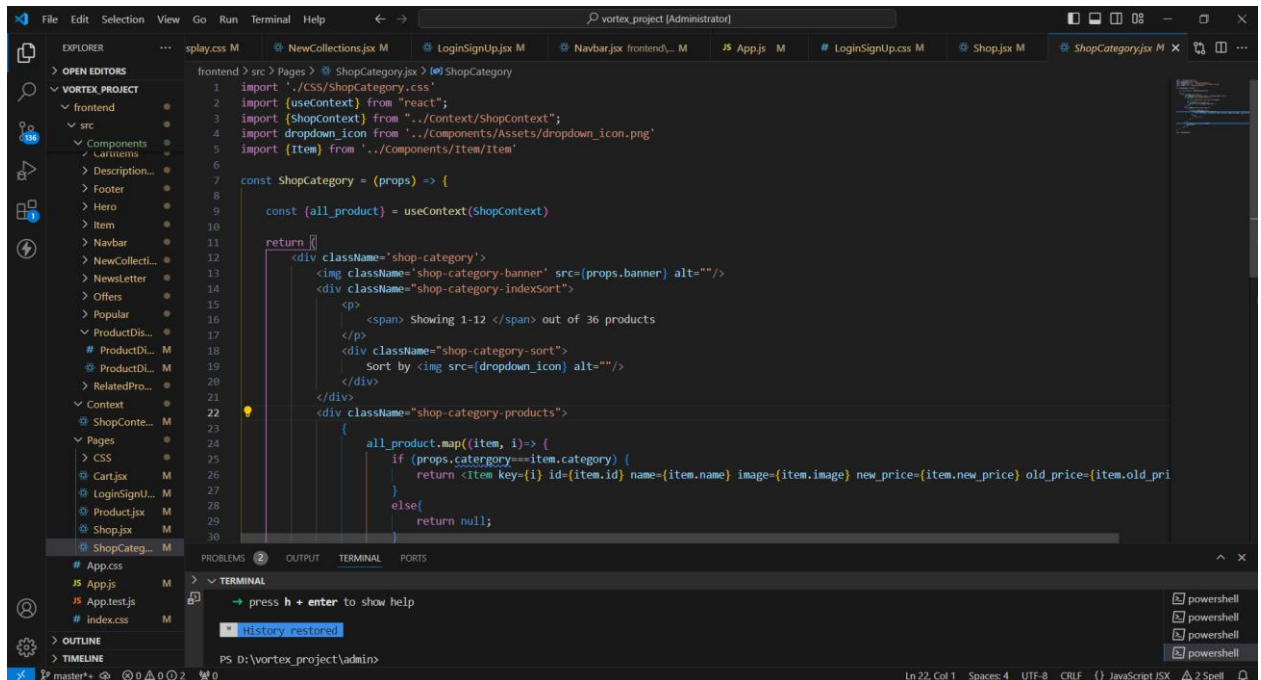 File Edit Selection View Go Run Terminal Help
vortex_project [Administrator]
EXPLORER
splay.css M NewCollections.jsx M LoginSignUp.jsx M Navbar.jsx frontend\... M JS App.js M # LoginSignUp.css M Shop.jsx M ShopCategory.jsx M
OPEN EDITORS
VORTEX_PROJECT
frontend
src
Components
CartItems
Description...
Footer
Hero
Item
Navbar
NewCollecti...
NewsLetter
Offers
Popular
ProductDis...
# ProductDi... M
ProductDi... M
RelatedPro...
Context
ShopConte... M
Pages
CSS
Cart.jsx M
LoginSignU... M
Product.jsx M
Shop.jsx M
ShopCateg... M
# App.css
JS App.js M
JS App.test.js
# index.css M
OUTLINE
TIMELINE
136
1
frontend > src > Pages > ShopCategory.jsx > ShopCategory
1 import './CSS/ShopCategory.css'
2 import {useContext} from "react";
3 import {ShopContext} from "../Context/ShopContext";
4 import dropdown_icon from '../Components/Assets/dropdown_icon.png'
5 import {Item} from '../Components/Item/Item'
6
7 const ShopCategory = (props) => {
8
9 const {all_product} = useContext(ShopContext)
10
11 return (
12 <div className='shop-category'>
13 <img className='shop-category-banner' src={props.banner} alt=""/>
14 <div className="shop-category-indexSort">
15 <p>
16 <span> Showing 1-12 </span> out of 36 products
17 </p>
18 <div className="shop-category-sort">
19 Sort by <img src={dropdown_icon} alt=""/>
20 </div>
21 </div>
22 <div className="shop-category-products">
23 {
24 all_product.map((item, i)=> {
25 if (props.catergory===item.category) {
26 return <Item key={i} id={item.id} name={item.name} image={item.image} new_price={item.new_price} old_price={item.old_pri
27 }
28 else{
29 return null;
30 }
PROBLEMS 2 OUTPUT TERMINAL PORTS
TERMINAL
→ press h + enter to show help
* History restored
PS D:\vortex_project\admin>
powershell
powershell
powershell
powershell
master*+ 0 0 2 0 Ln 22, Col 1 Spaces: 4 UTF-8 CRLF {} JavaScript JSX 2 Spell